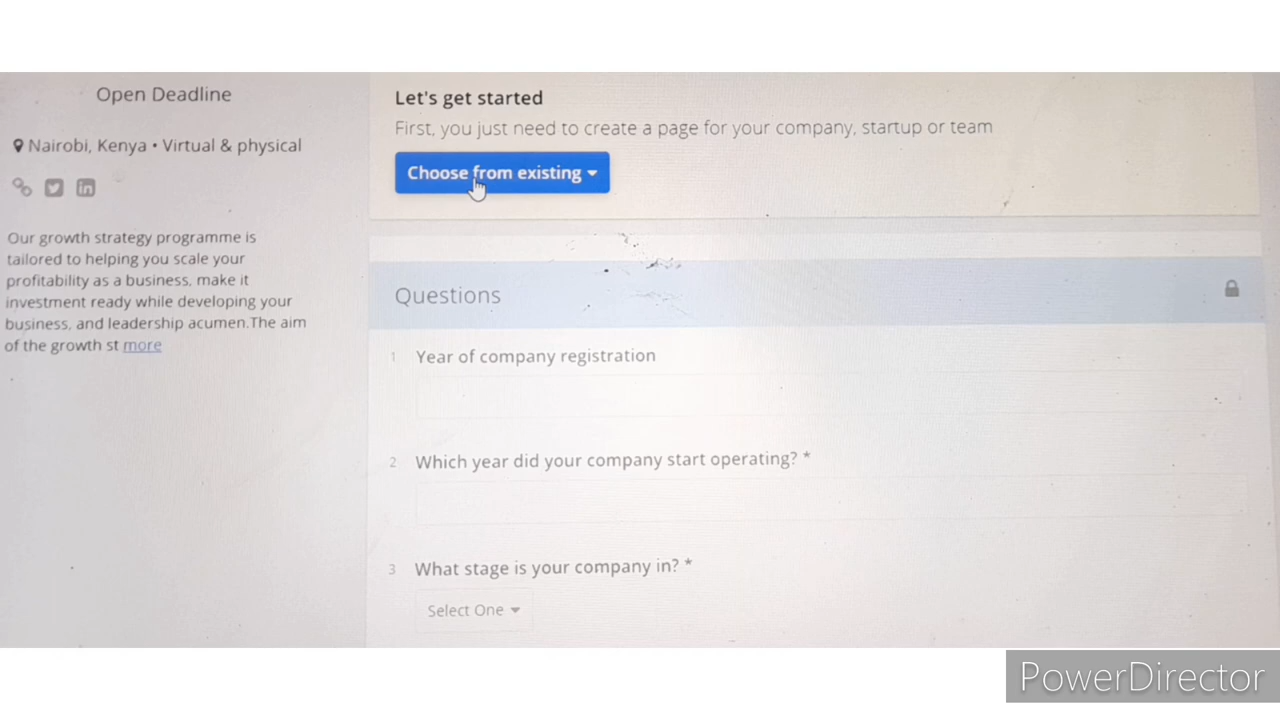 Open Deadline
Nairobi, Kenya • Virtual & physical
Our growth strategy programme is
tailored to helping you scale your
profitability as a business, make it
investment ready while developing your
business, and leadership acumen.The aim
of the growth st more
Let's get started
First, you just need to create a page for your company, startup or team
Choose from existing
Questions
1 Year of company registration
2 Which year did your company start operating? *
3 What stage is your company in? *
Select One
PowerDirector